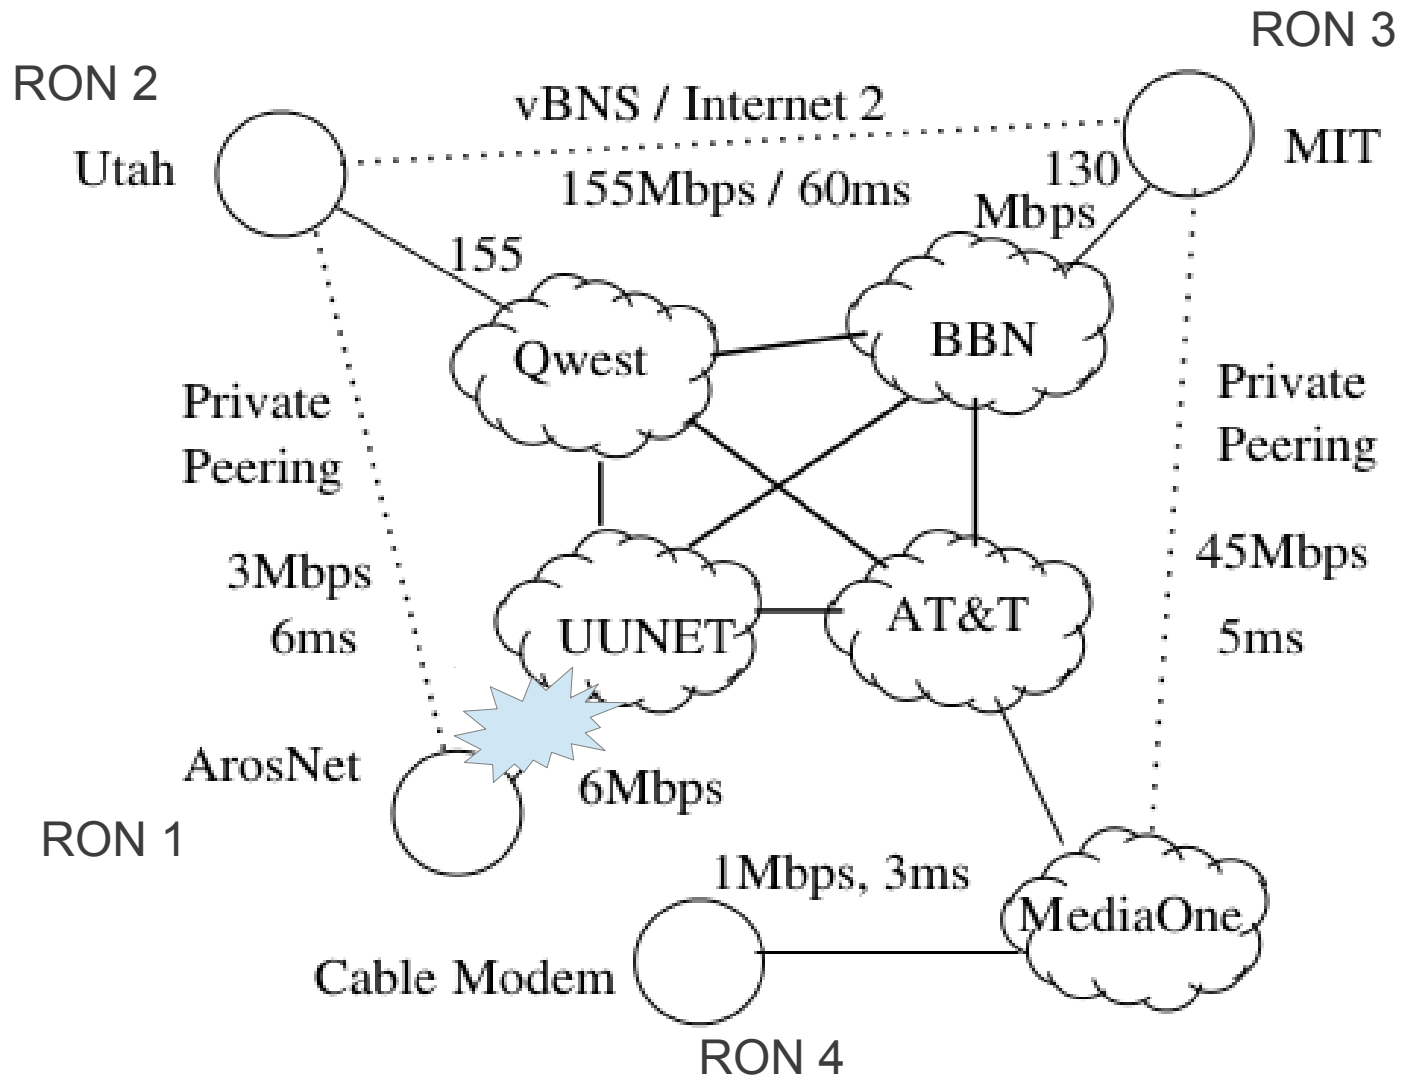 RON 3
RON 2
vBNS / Internet 2
Utah
MIT
155Mbps / 60ms
130
Mbps
155
Qwest
BBN
Private
Peering
Private
Peering
3Mbps
6ms
45Mbps
5ms
UUNET
AT&T
ArosNet
6Mbps
RON 1
1Mbps, 3ms
MediaOne
Cable Modem
RON 4